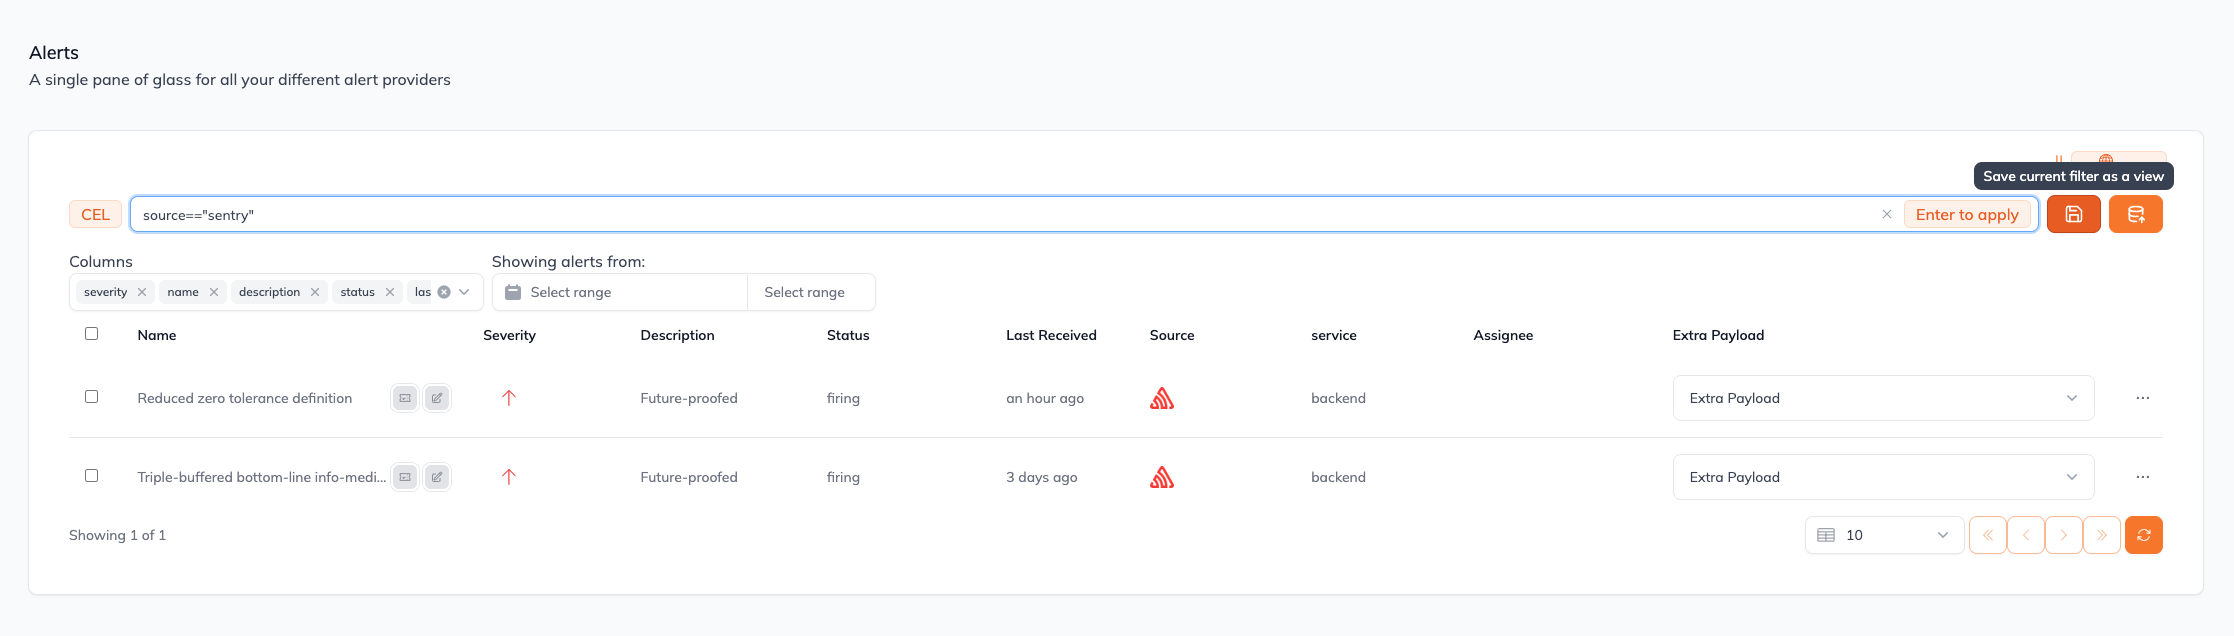 Alerts
A single pane of glass for all your different alert providers
Save current filter as a view
CEL source=="sentry" Enter to apply
Columns Showing alerts from:
severity name description status las Select range Select range
Name Severity Description Status Last Received Source service Assignee Extra Payload
Reduced zero tolerance definition Future-proofed firing an hour ago backend Extra Payload
Triple-buffered bottom-line info-medi... Future-proofed firing 3 days ago backend Extra Payload
Showing 1 of 1 10